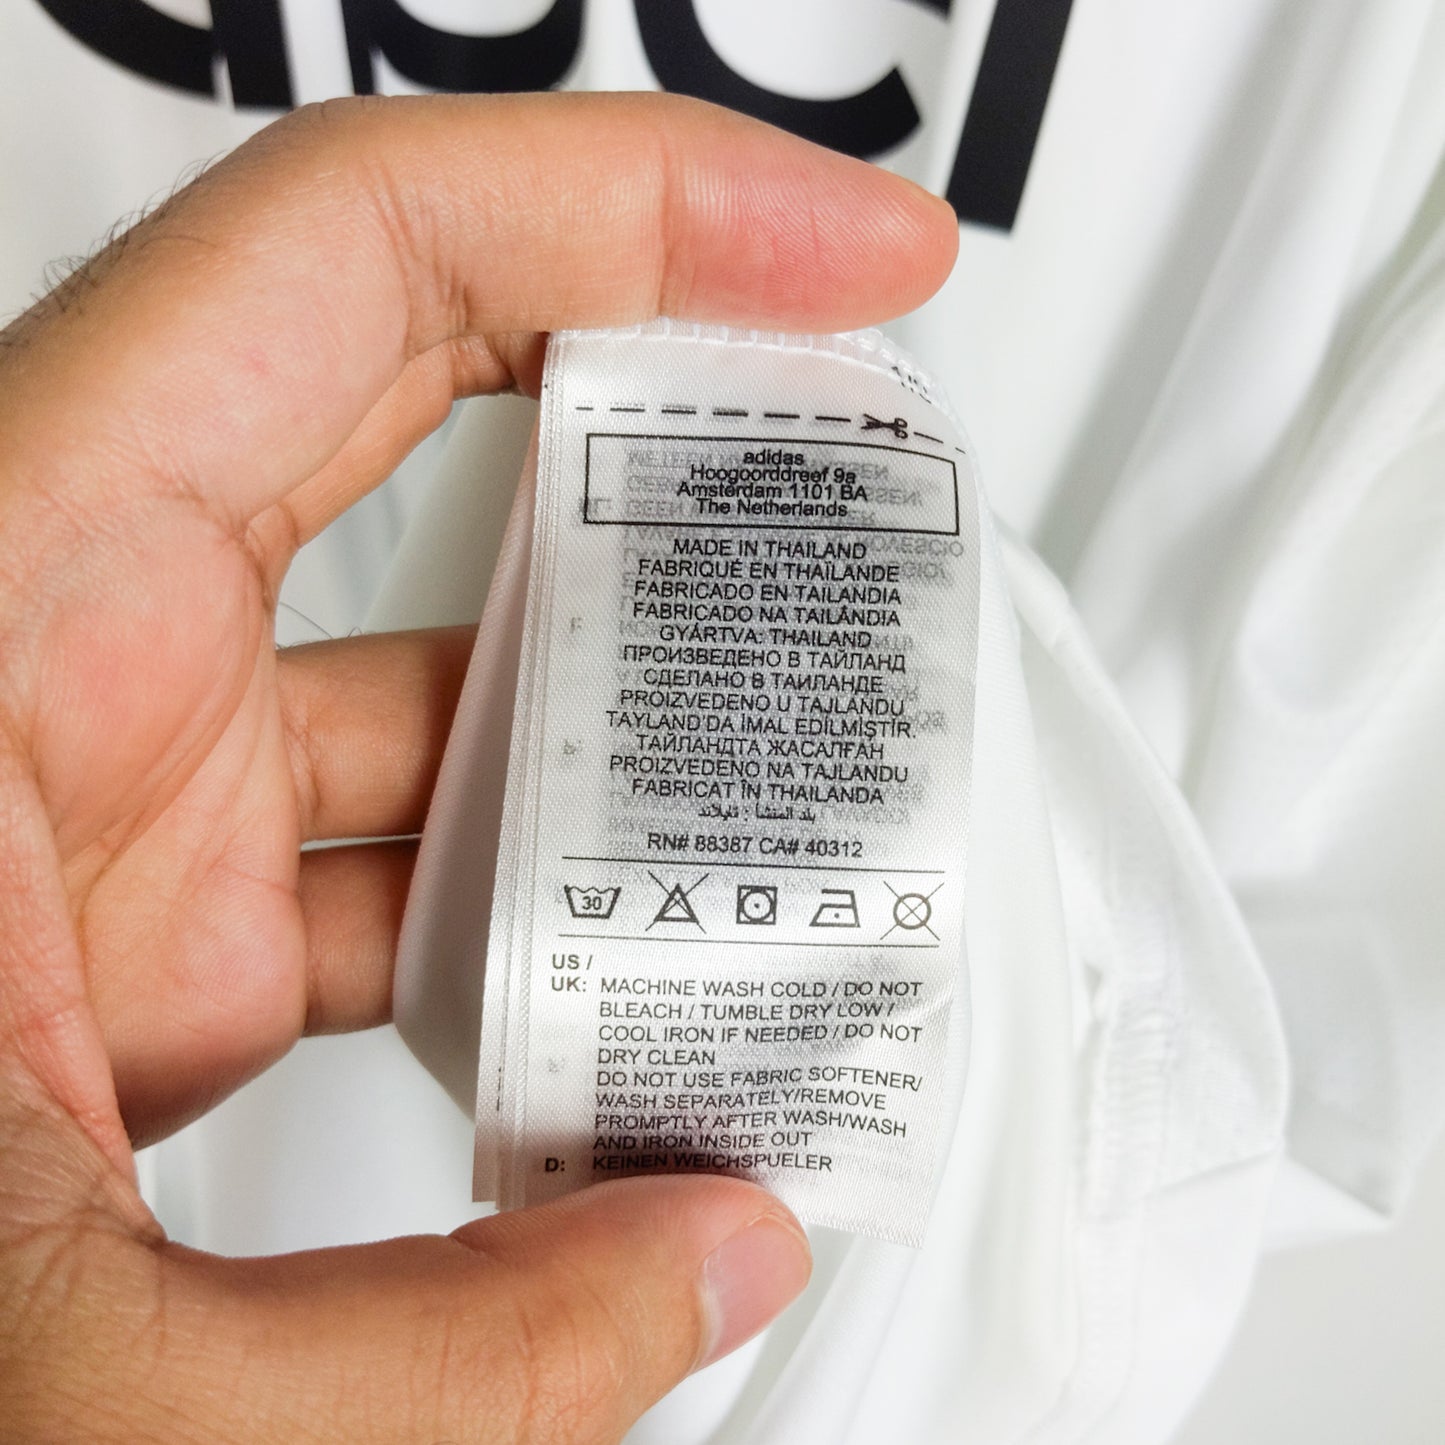 adidas
Hoogoorddreef 9a
Amsterdam 1101 BA
The Netherlands
MADE IN THAILAND
FABRIQUÉ EN THAÏLANDE
FABRICADO EN TAILANDIA
FABRICADO NA TAILÂNDIA
GYÁRTVA: THAILAND
ПРОИЗВЕДЕНО В ТАЙЛАНД
СДЕЛАНО В ТАИЛАНДЕ
PROIZVEDENO U TAJLANDU
TAYLAND'DA İMAL EDİLMİŞTİR.
ТАЙЛАНДТА ЖАСАЛҒАН
PROIZVEDENO NA TAJLANDU
FABRICAT ÎN THAILANDA
بلد المنشأ : تايلاند
RN# 88387 CA# 40312
30
US /
UK: MACHINE WASH COLD / DO NOT
BLEACH / TUMBLE DRY LOW /
COOL IRON IF NEEDED / DO NOT
DRY CLEAN
DO NOT USE FABRIC SOFTENER/
WASH SEPARATELY/REMOVE
PROMPTLY AFTER WASH/WASH
AND IRON INSIDE OUT
D: KEINEN WEICHSPUELER